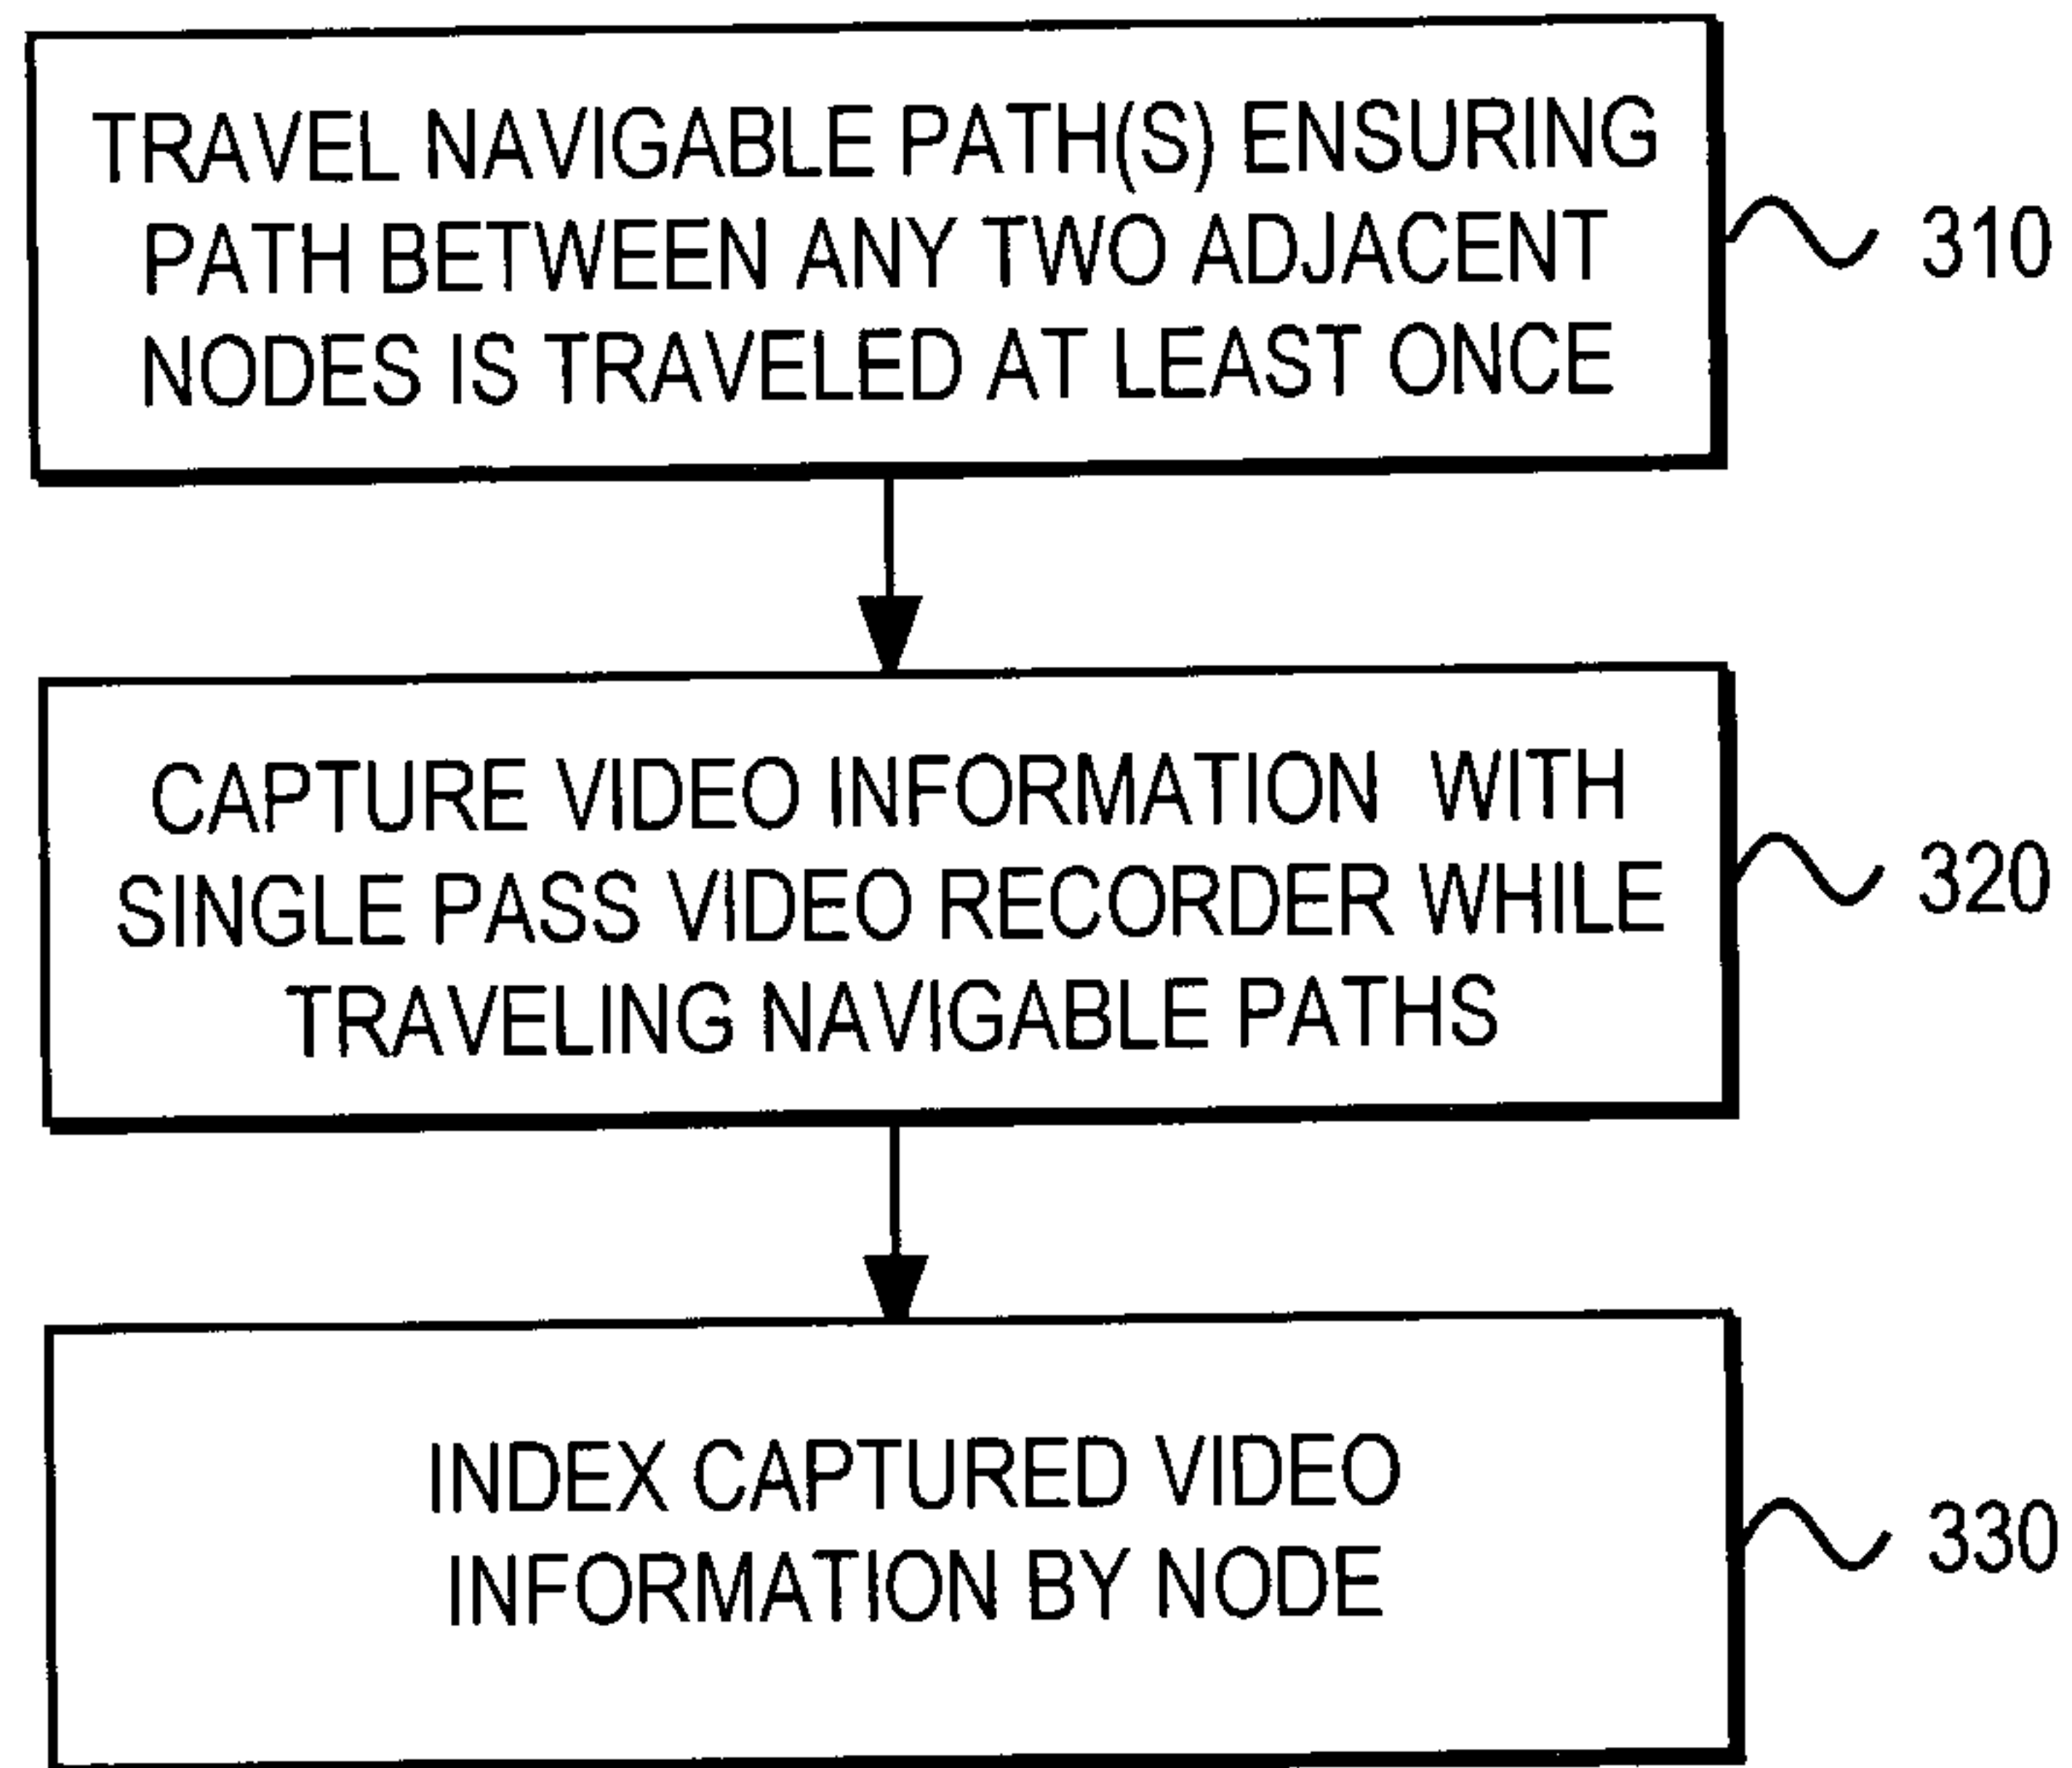 TRAVEL NAVIGABLE PATH(S) ENSURING
PATH BETWEEN ANY TWO ADJACENT
NODES IS TRAVELED AT LEAST ONCE
310
CAPTURE VIDEO INFORMATION WITH
SINGLE PASS VIDEO RECORDER WHILE
TRAVELING NAVIGABLE PATHS
320
INDEX CAPTURED VIDEO
INFORMATION BY NODE
330